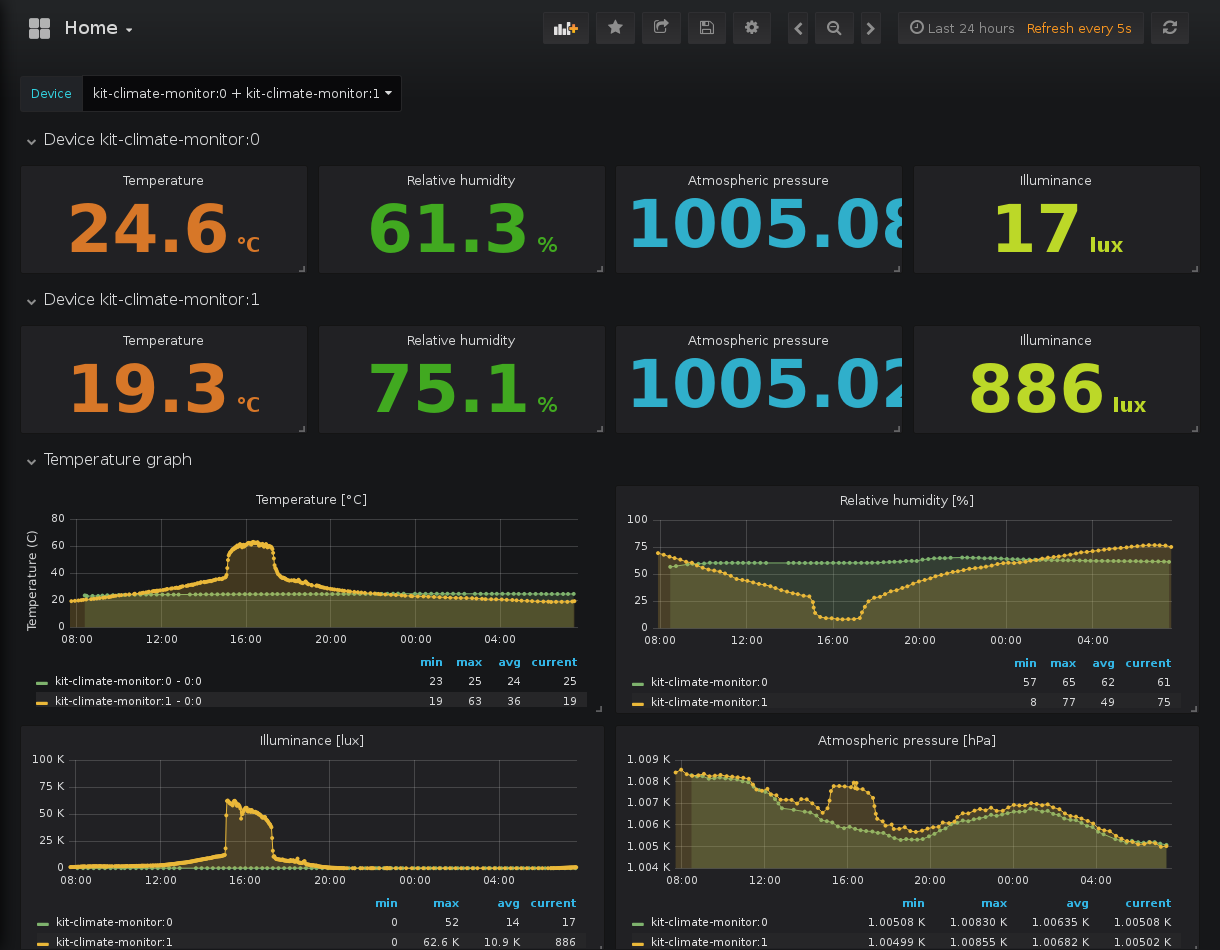 Home
Last 24 hours Refresh every 5s
Device kit-climate-monitor:0 + kit-climate-monitor:1
Device kit-climate-monitor:0
Temperature Relative humidity Atmospheric pressure Illuminance
24.6 °C 61.3 % 1005.08 17 lux
Device kit-climate-monitor:1
Temperature Relative humidity Atmospheric pressure Illuminance
19.3 °C 75.1 % 1005.02 886 lux
Temperature graph
Temperature [°C]
Temperature (C)
80
60
40
20
0
08:00 12:00 16:00 20:00 00:00 04:00
min max avg current
kit-climate-monitor:0 - 0:0 23 25 24 25
kit-climate-monitor:1 - 0:0 19 63 36 19
Relative humidity [%]
100
75
50
25
0
08:00 12:00 16:00 20:00 00:00 04:00
min max avg current
kit-climate-monitor:0 57 65 62 61
kit-climate-monitor:1 8 77 49 75
Illuminance [lux]
100 K
75 K
50 K
25 K
0
08:00 12:00 16:00 20:00 00:00 04:00
min max avg current
kit-climate-monitor:0 0 52 14 17
kit-climate-monitor:1 0 62.6 K 10.9 K 886
Atmospheric pressure [hPa]
1.009 K
1.008 K
1.007 K
1.006 K
1.005 K
1.004 K
08:00 12:00 16:00 20:00 00:00 04:00
min max avg current
kit-climate-monitor:0 1.00508 K 1.00830 K 1.00635 K 1.00508 K
kit-climate-monitor:1 1.00499 K 1.00855 K 1.00682 K 1.00502 K